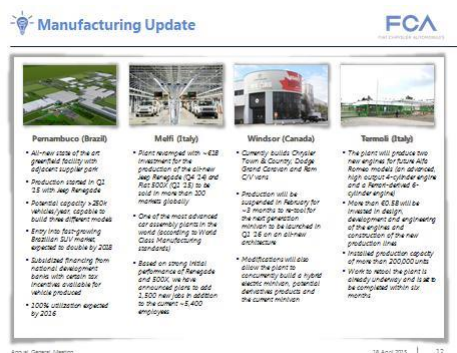 Manufacturing Update
FCA
FIAT CHRYSLER AUTOMOBILES
Pernambuco (Brazil)
• All-new state of the art
greenfield facility with
adjacent supplier park
• Production started in Q1
'15 with Jeep Renegade
• Potential capacity >250k
vehicles/year, capable to
build three different models
• Entry into fast-growing
Brazilian SUV market
expected to double by 2018
• Subsidized financing from
national development
banks with certain tax
incentives available for
vehicle produced
• 100% utilization expected
by 2016
Melfi (Italy)
• Plant revamped with ~€1B
investment for the
production of the all-new
Jeep Renegade (Q4 '14) and
Fiat 500X (Q1 '15) to be
sold in more than 100
markets globally
• One of the most advanced
car assembly plants in the
world (according to World
Class Manufacturing
standards)
• Based on strong initial
performance of Renegade
and 500X, we have
announced plans to add
1,500 new jobs in addition
to the current ~5,400
employees
Windsor (Canada)
• Currently builds Chrysler
Town & Country, Dodge
Grand Caravan and Ram
C/V vans
• Production will be
suspended in February for
~3 months to re-tool for
the next generation
minivan to be launched in
Q1 '16 on an all-new
architecture
• Modifications will also
allow the plant to
concurrently build a hybrid
electric minivan, potential
derivatives products and
the current minivan
Termoli (Italy)
• The plant will produce two
new engines for future Alfa
Romeo models (an advanced,
high output 4-cylinder engine
and a Ferrari-derived 6-
cylinder engine)
• More than €0.5B will be
invested in design,
development and engineering
of the engines and
construction of the new
production lines
• Installed production capacity
of more than 200,000 units
• Work to retool the plant is
already underway and is set to
be completed within six
months
Annual General Meeting
16 April 2015
12